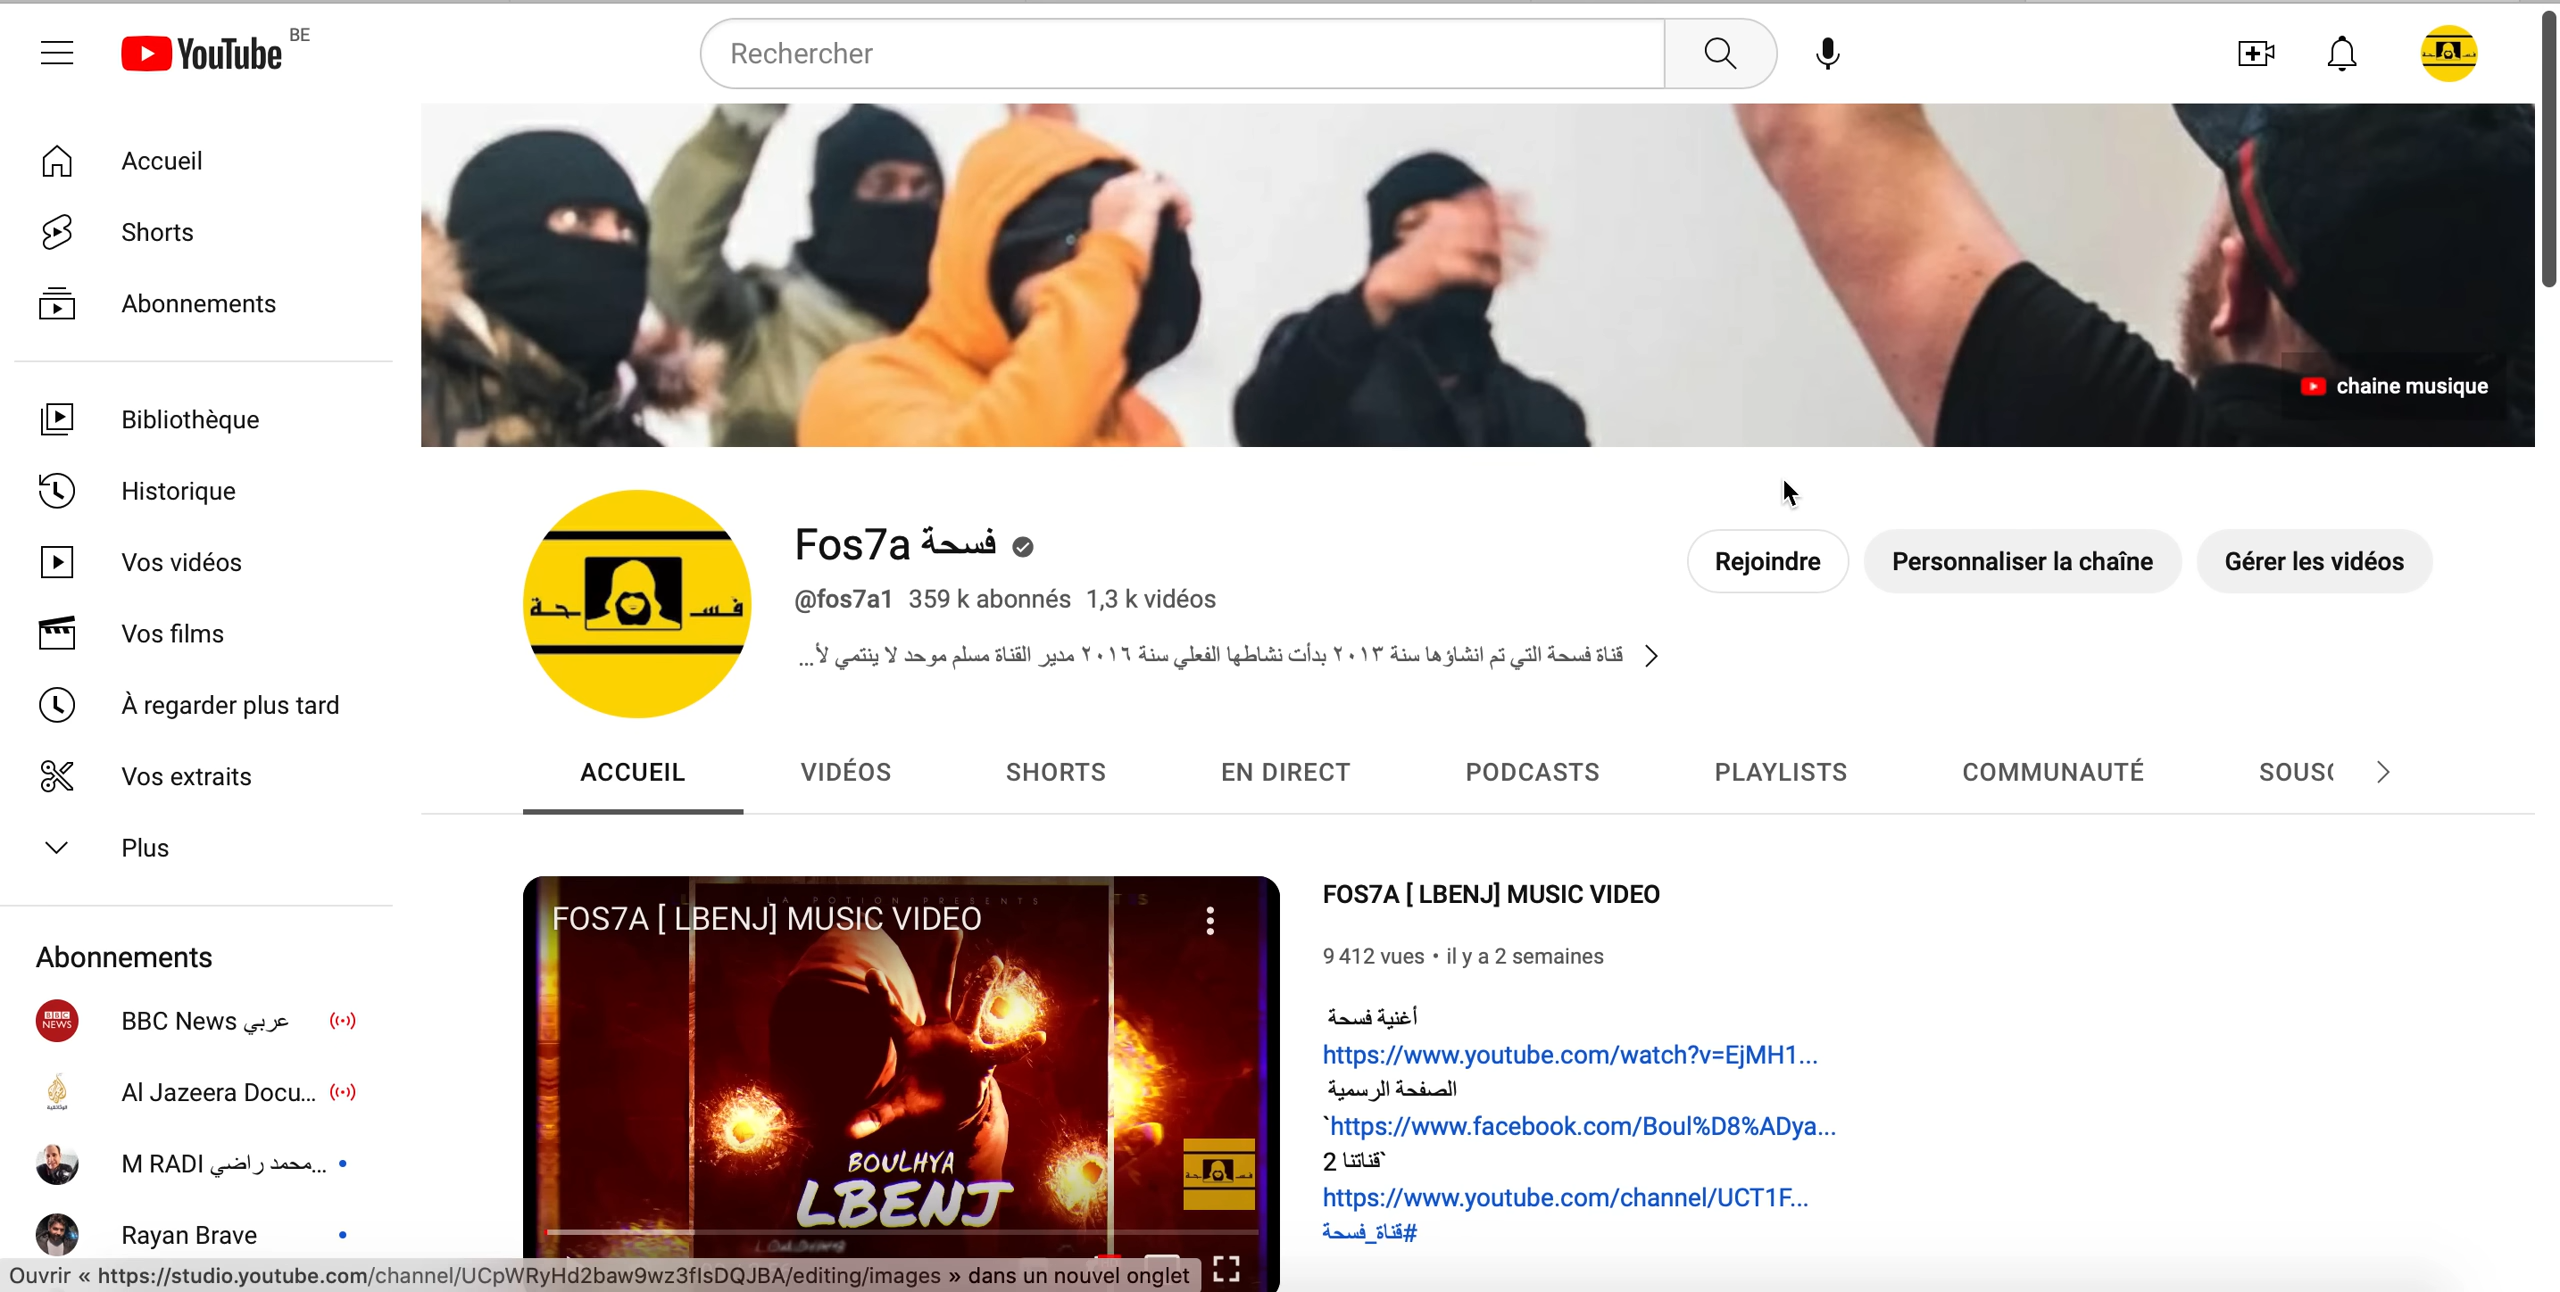 YouTube BE
Rechercher
Accueil
Shorts
Abonnements
Bibliothèque
Historique
Vos vidéos
Vos films
À regarder plus tard
Vos extraits
Plus
Abonnements
BBC NEWS
BBC News عربي
Al Jazeera Docu...
M RADI محمد راضي...
Rayan Brave
chaine musique
فسحة
Fos7a فسحة
@fos7a1 359 k abonnés 1,3 k vidéos
قناة فسحة التي تم انشاؤها سنة ٢٠١٣ بدأت نشاطها الفعلي سنة ٢٠١٦ مدير القناة مسلم موحد لا ينتمي لأ...
Rejoindre
Personnaliser la chaîne
Gérer les vidéos
ACCUEIL
VIDÉOS
SHORTS
EN DIRECT
PODCASTS
PLAYLISTS
COMMUNAUTÉ
LA POTION PRESENTS
FOS7A [ LBENJ] MUSIC VIDEO
BOULHYA
LBENJ
FOS7A [ LBENJ] MUSIC VIDEO
9 412 vues • il y a 2 semaines
أغنية فسحة
https://www.youtube.com/watch?v=EjMH1...
الصفحة الرسمية
`https://www.facebook.com/Boul%D8%ADya...
`قناتنا 2
https://www.youtube.com/channel/UCT1F...
#قناة_فسحة
Ouvrir « https://studio.youtube.com/channel/UCpWRyHd2baw9wz3flsDQJBA/editing/images » dans un nouvel onglet